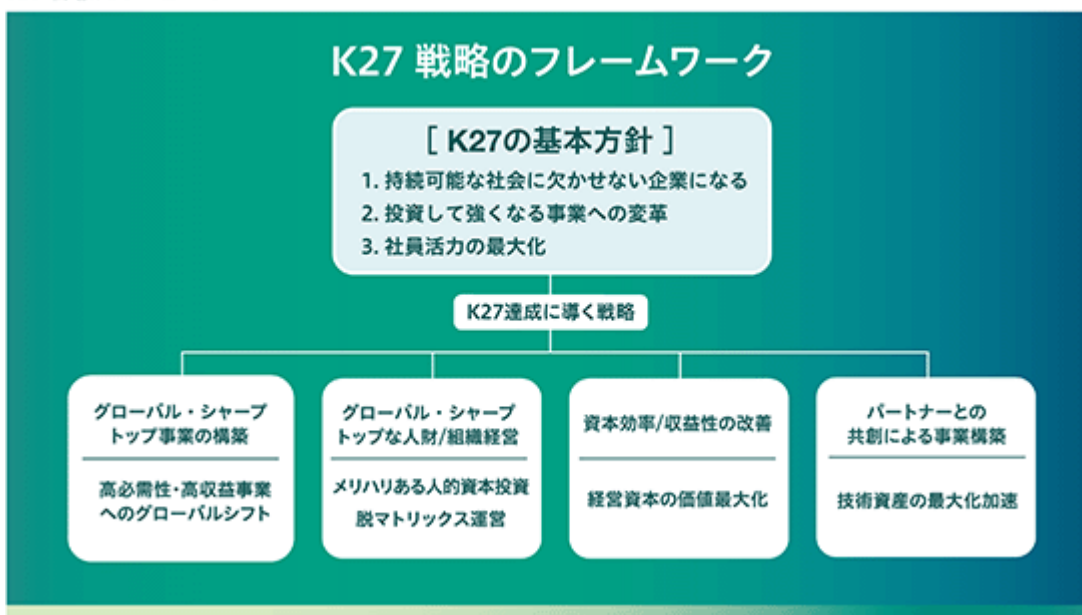 K27 戦略のフレームワーク
[ K27の基本方針 ]
1. 持続可能な社会に欠かせない企業になる
2. 投資して強くなる事業への変革
3. 社員活力の最大化
K27達成に導く戦略
グローバル・シャープ
トップ事業の構築
高必需性・高収益事業
へのグローバルシフト
グローバル・シャープ
トップな人財/組織経営
メリハリある人的資本投資
脱マトリックス運営
資本効率/収益性の改善
経営資本の価値最大化
パートナーとの
共創による事業構築
技術資産の最大化加速